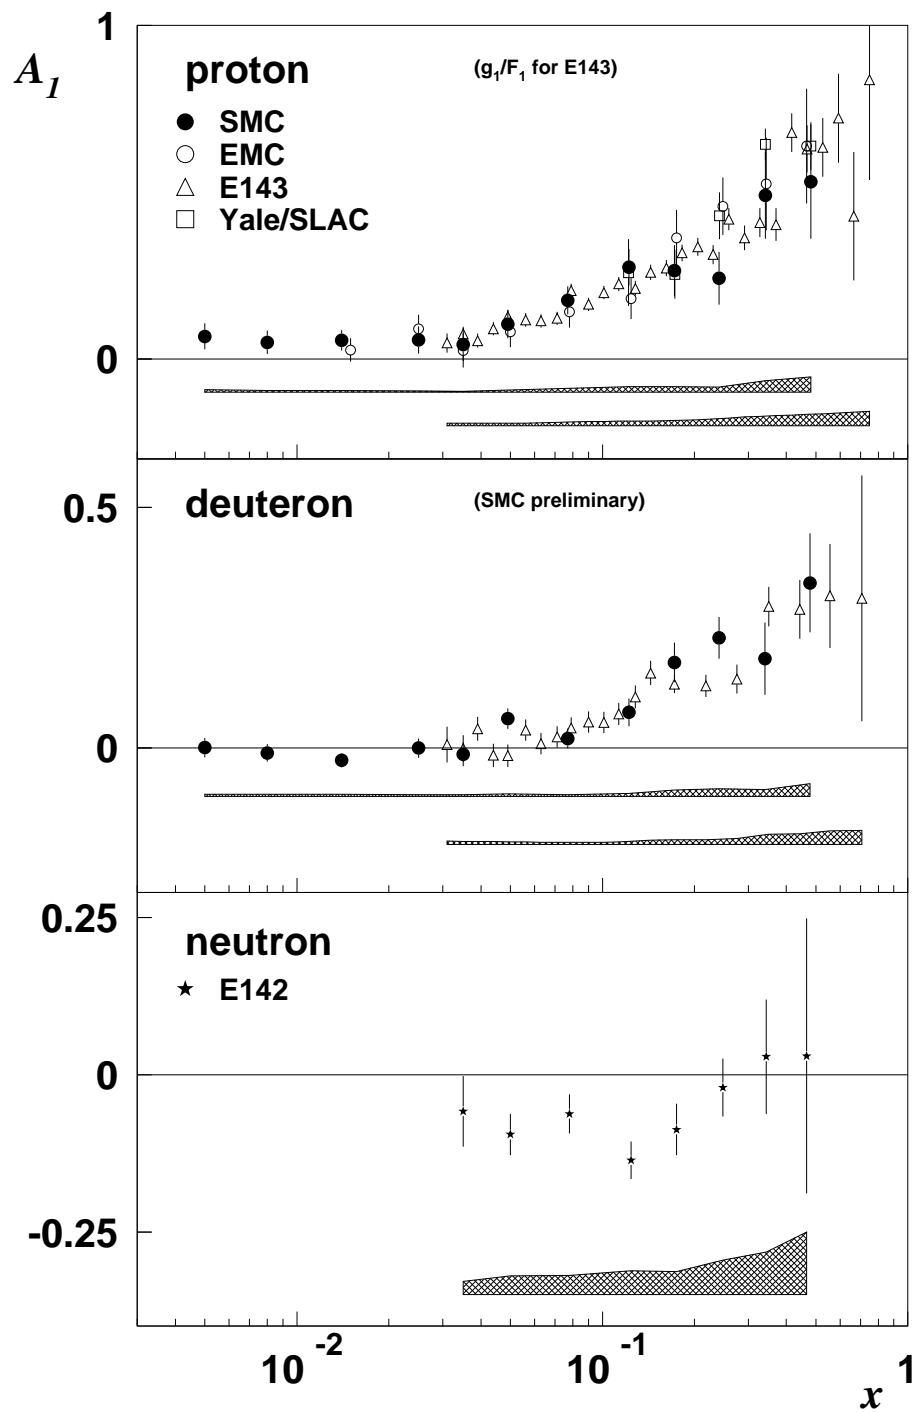 1
A₁
proton (g₁/F₁ for E143)
SMC
EMC
E143
Yale/SLAC
0
0.5
deuteron (SMC preliminary)
0
0.25
neutron
E142
0
-0.25
10⁻² 10⁻¹ 1
x